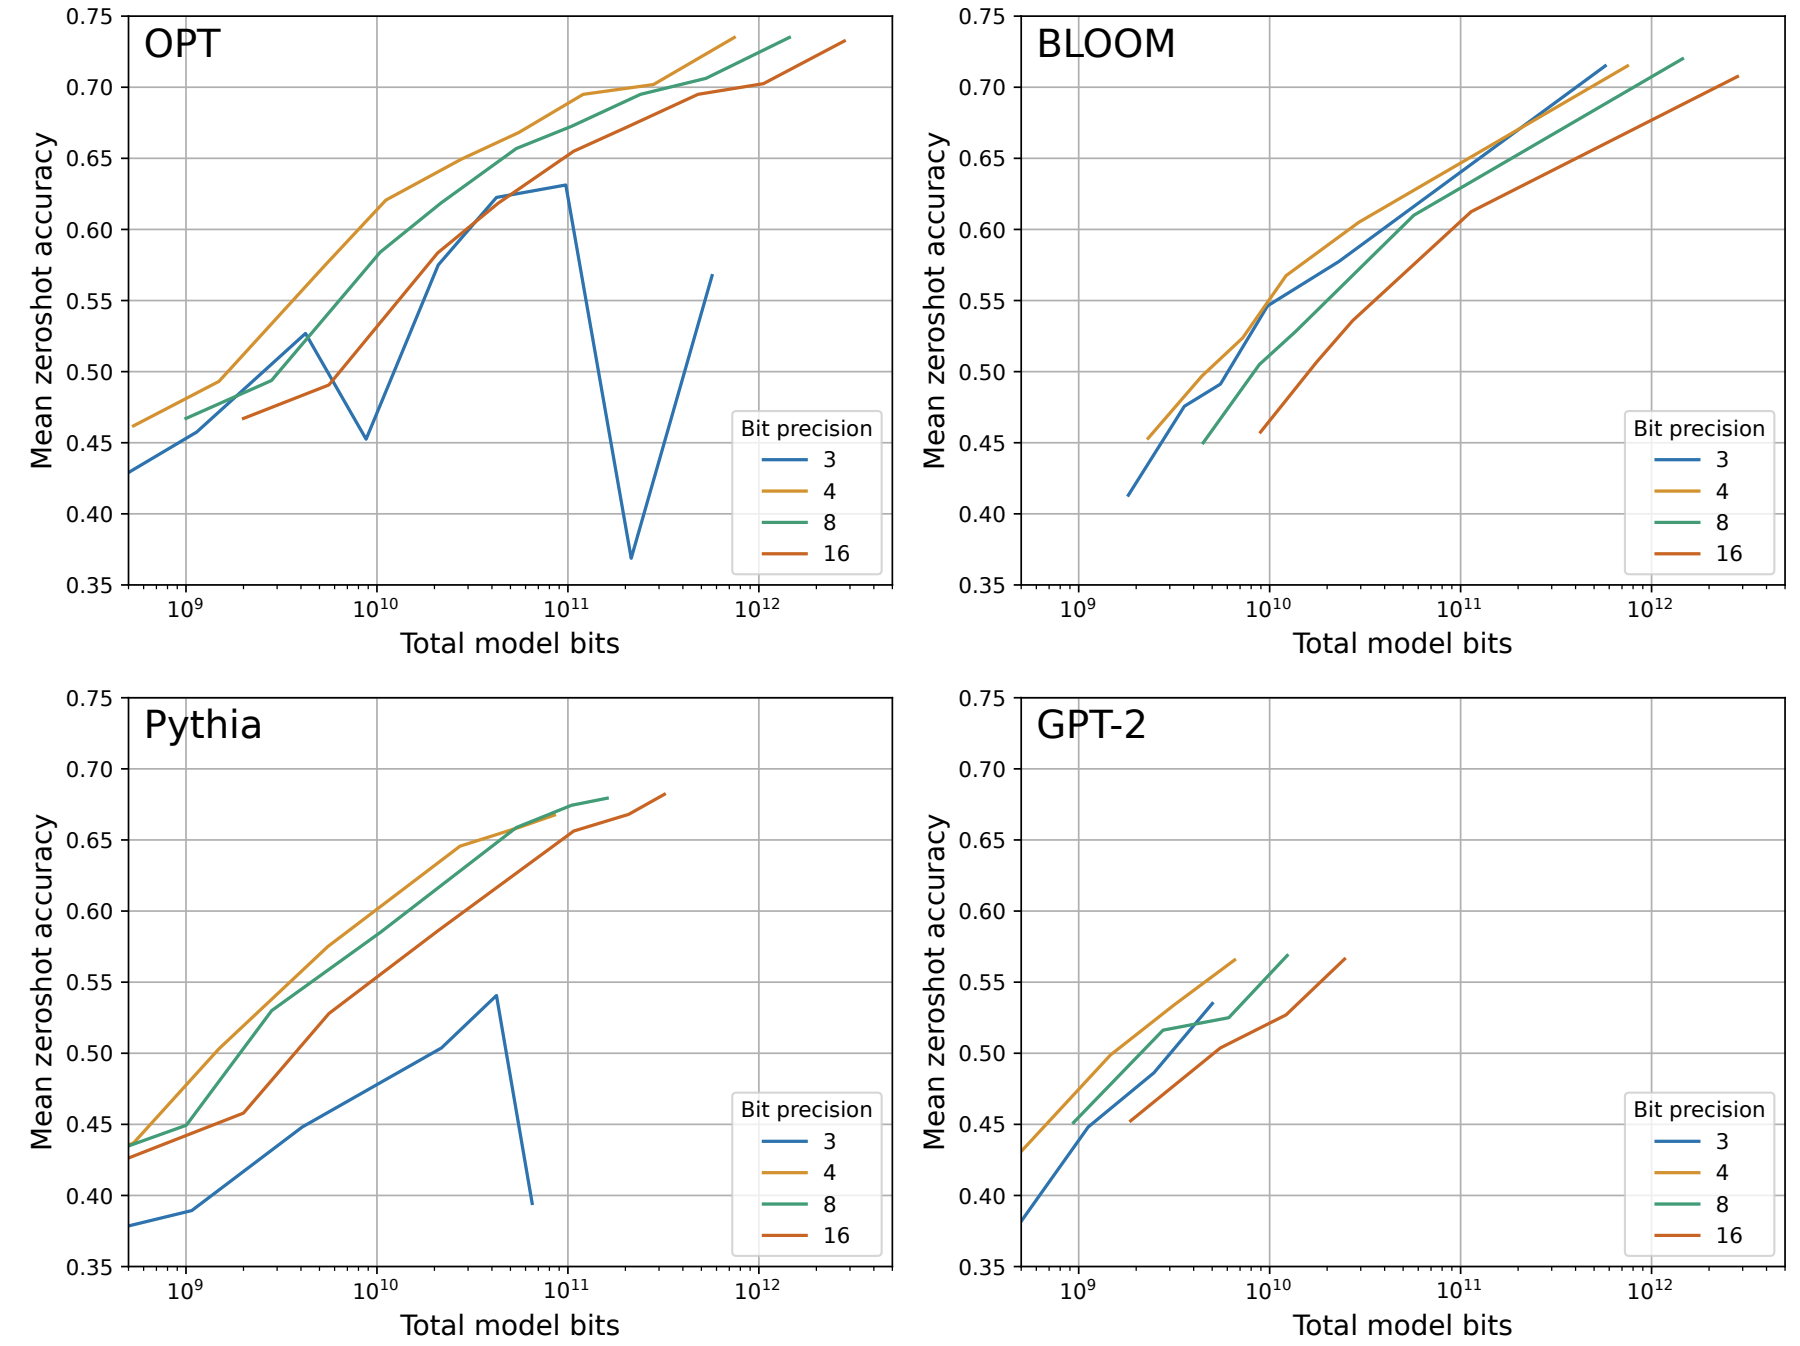 OPT
0.75
0.70
0.65
0.60
0.55
0.50
0.45
0.40
0.35
Mean zeroshot accuracy
Bit precision
3
4
8
16
10⁹ 10¹⁰ 10¹¹ 10¹²
Total model bits
BLOOM
0.75
0.70
0.65
0.60
0.55
0.50
0.45
0.40
0.35
Mean zeroshot accuracy
Bit precision
3
4
8
16
10⁹ 10¹⁰ 10¹¹ 10¹²
Total model bits
Pythia
0.75
0.70
0.65
0.60
0.55
0.50
0.45
0.40
0.35
Mean zeroshot accuracy
Bit precision
3
4
8
16
10⁹ 10¹⁰ 10¹¹ 10¹²
Total model bits
GPT-2
0.75
0.70
0.65
0.60
0.55
0.50
0.45
0.40
0.35
Mean zeroshot accuracy
Bit precision
3
4
8
16
10⁹ 10¹⁰ 10¹¹ 10¹²
Total model bits